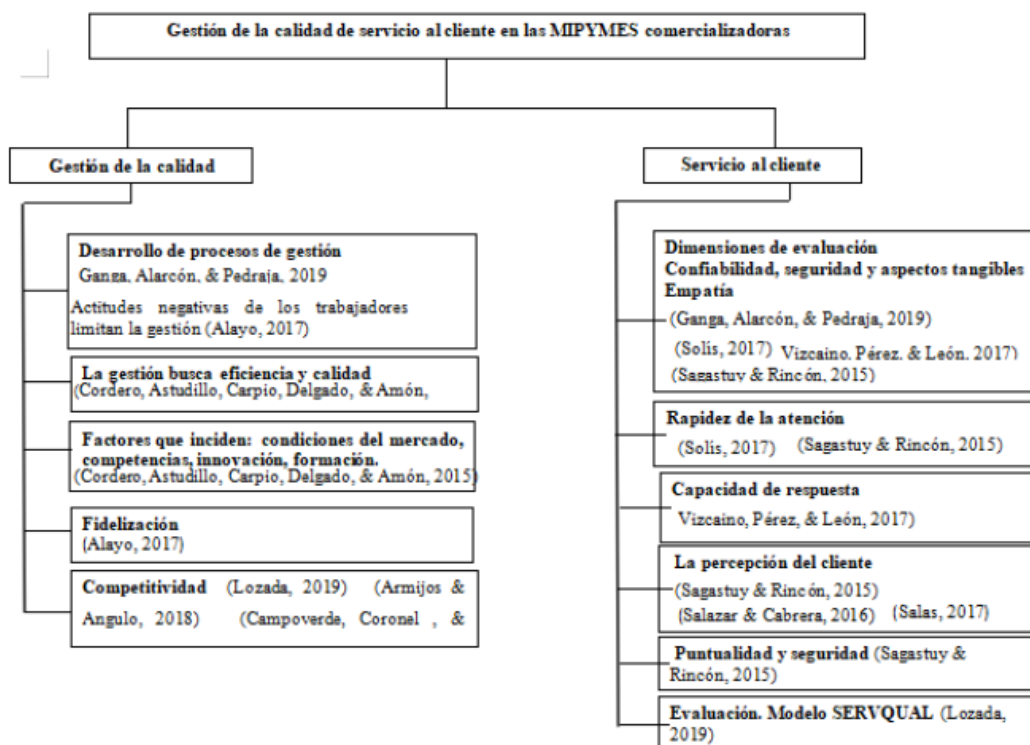 Gestión de la calidad de servicio al cliente en las MIPYMES comercializadoras
Gestión de la calidad
Desarrollo de procesos de gestión
Ganga, Alarcón, & Pedraja, 2019
Actitudes negativas de los trabajadores
limitan la gestión (Alayo, 2017)
La gestión busca eficiencia y calidad
(Cordero, Astudillo, Carpio, Delgado, & Amón,
Factores que inciden: condiciones del mercado,
competencias, innovación, formación.
(Cordero, Astudillo, Carpio, Delgado, & Amón, 2015)
Fidelización
(Alayo, 2017)
Competitividad (Lozada, 2019) (Armijos &
Angulo, 2018) (Campoverde, Coronel , &
Servicio al cliente
Dimensiones de evaluación
Confiabilidad, seguridad y aspectos tangibles
Empatía
(Ganga, Alarcón, & Pedraja, 2019)
(Solís, 2017) Vizcaino, Pérez, & León, 2017)
(Sagastuy & Rincón, 2015)
Rapidez de la atención
(Solís, 2017) (Sagastuy & Rincón, 2015)
Capacidad de respuesta
Vizcaino, Pérez, & León, 2017)
La percepción del cliente
(Sagastuy & Rincón, 2015)
(Salazar & Cabrera, 2016) (Salas, 2017)
Puntualidad y seguridad (Sagastuy &
Rincón, 2015)
Evaluación. Modelo SERVQUAL (Lozada,
2019)